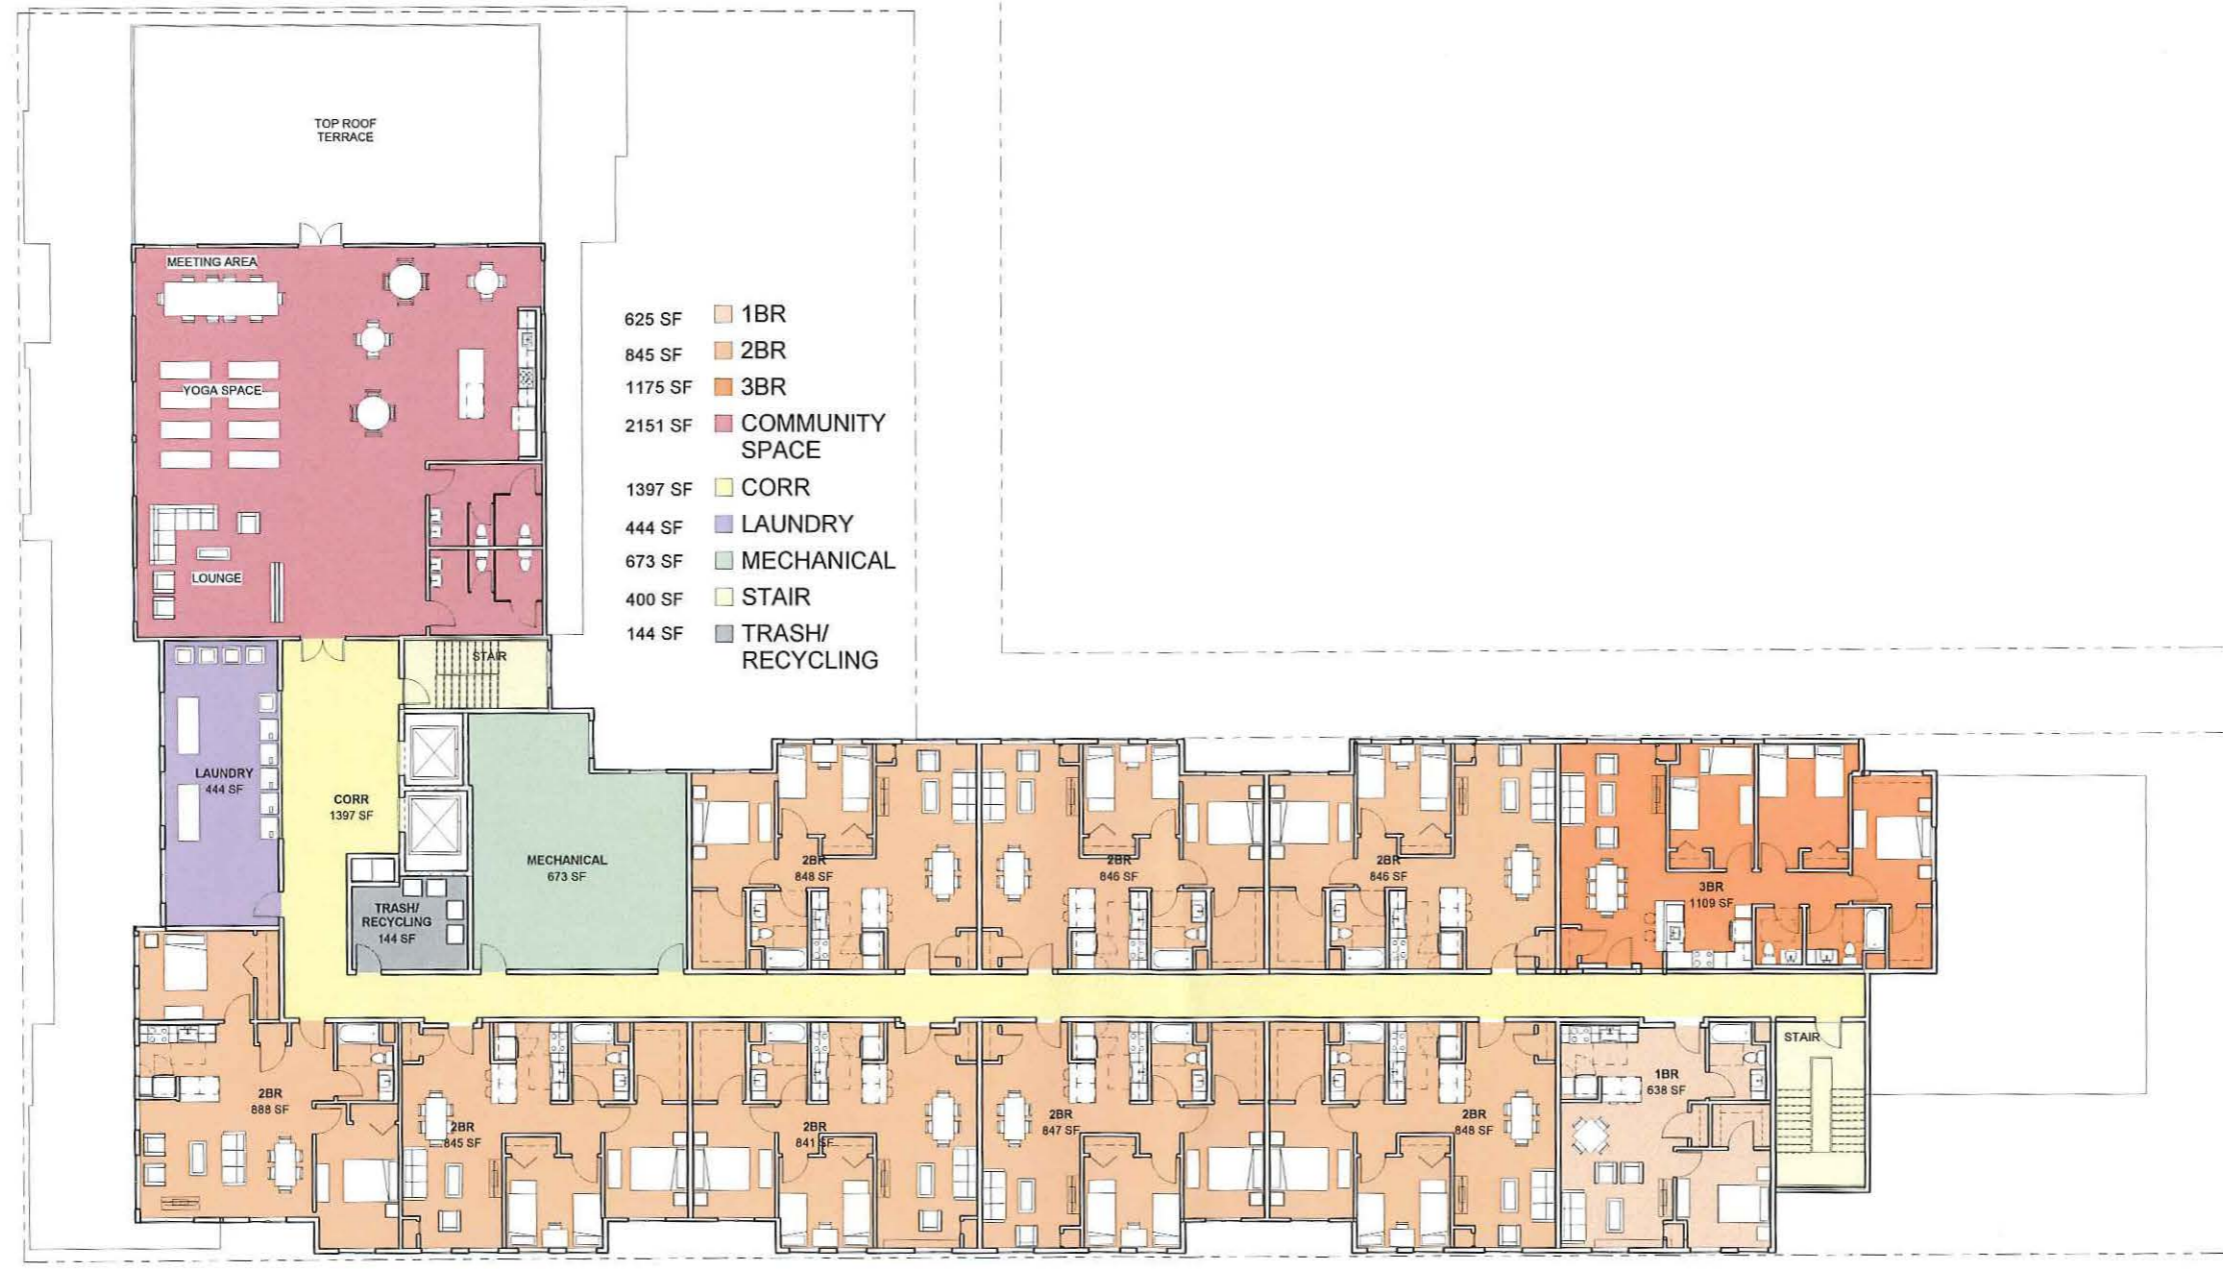 TOP ROOF
TERRACE
MEETING AREA
YOGA SPACE
LOUNGE
625 SF 1BR
845 SF 2BR
1175 SF 3BR
2151 SF COMMUNITY
SPACE
1397 SF CORR
444 SF LAUNDRY
673 SF MECHANICAL
400 SF STAIR
144 SF TRASH/
RECYCLING
STAIR
LAUNDRY
444 SF
CORR
1397 SF
MECHANICAL
673 SF
TRASH/
RECYCLING
144 SF
2BR
848 SF
2BR
846 SF
2BR
846 SF
3BR
1109 SF
2BR
888 SF
2BR
845 SF
2BR
841 SF
2BR
847 SF
2BR
848 SF
1BR
638 SF
STAIR